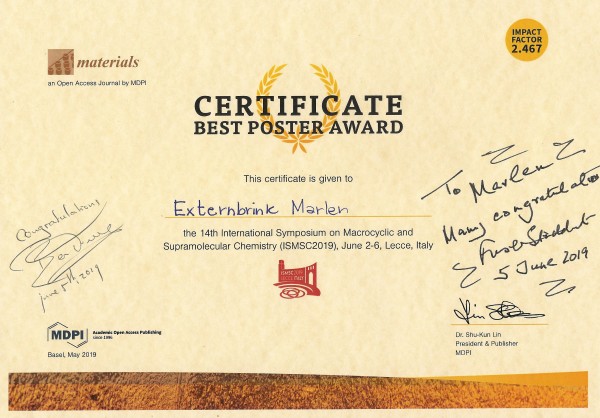 materials
an Open Access Journal by MDPI
IMPACT
FACTOR
2.467
CERTIFICATE
BEST POSTER AWARD
This certificate is given to
Externbrink Marlen
the 14th International Symposium on Macrocyclic and
Supramolecular Chemistry (ISMSC2019), June 2-6, Lecce, Italy
Congratulations
June 5th, 2019
To Marlen
Many congratulations
Fraser Stoddart
5 June 2019
MDPI
Academic Open Access Publishing
since 1996
Basel, May 2019
Dr. Shu-Kun Lin
President & Publisher
MDPI